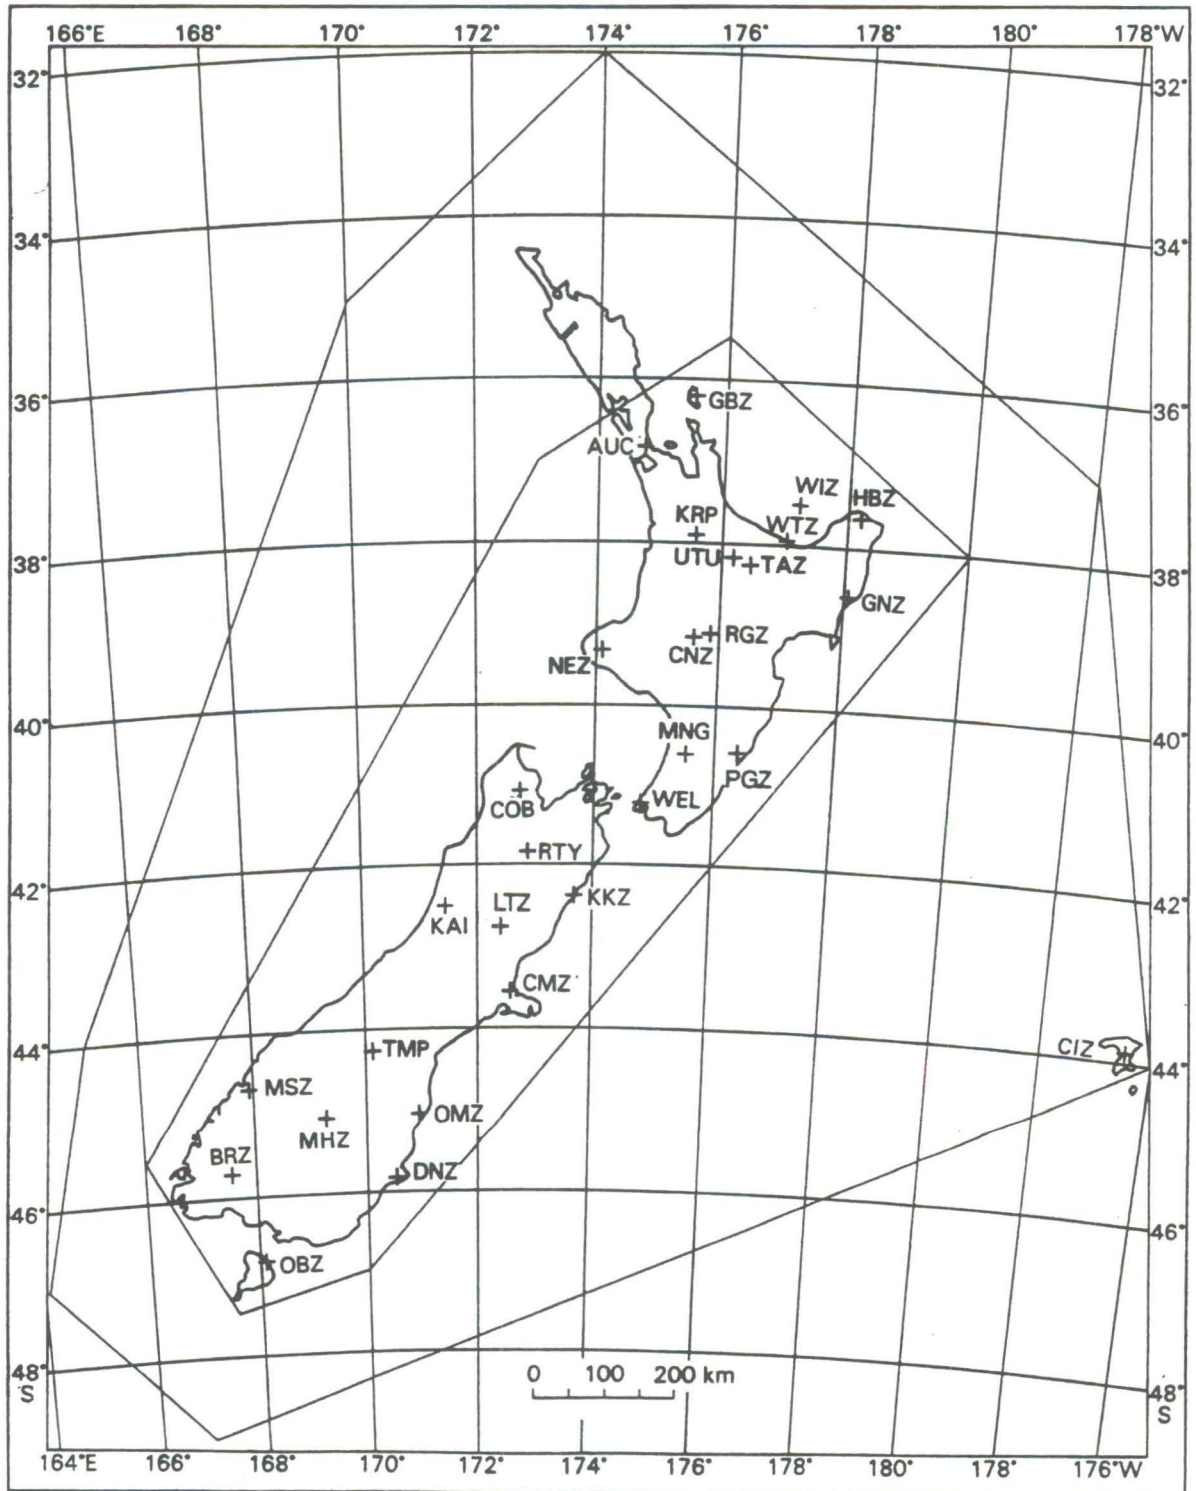 166°E 168° 170° 172° 174° 176° 178° 180° 178°W
32° 32°
34° 34°
36° 36°
GBZ
AUC
WIZ HBZ
KRP WTZ
UTU TAZ
38° 38°
GNZ
RGZ
CNZ
NEZ
40° 40°
MNG
PGZ
WEL
COB
RTY
42° 42°
LTZ KKZ
KAI
CMZ
44° TMP CIZ 44°
MSZ
OMZ
MHZ
BRZ DNZ
46° 46°
OBZ
0 100 200 km
48° 48°
S S
164°E 166° 168° 170° 172° 174° 176° 178° 180° 178° 176°W